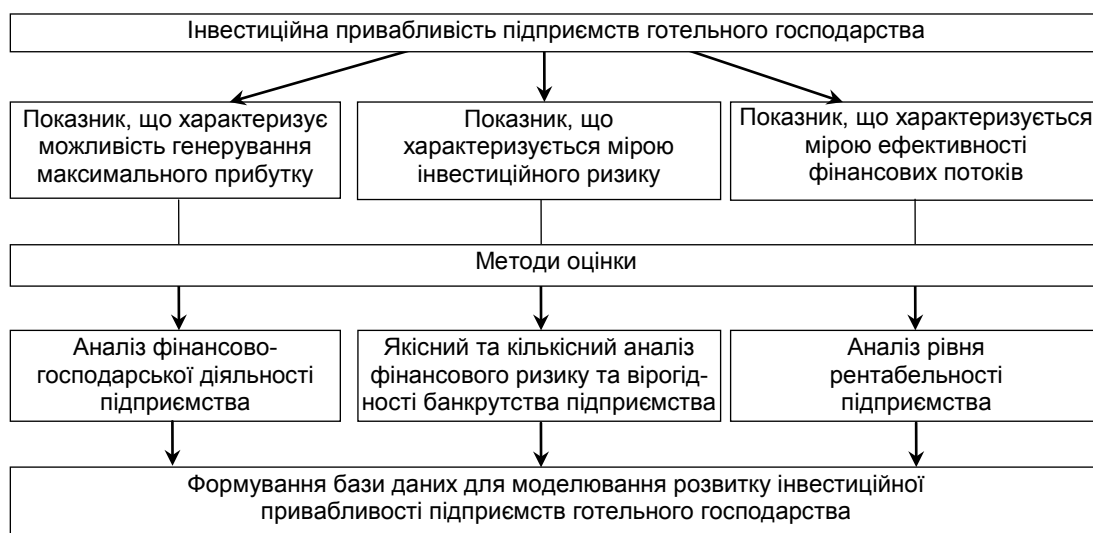 Інвестиційна привабливість підприємств готельного господарства
Показник, що характеризує
можливість генерування
максимального прибутку
Показник, що
характеризується мірою
інвестиційного ризику
Показник, що характеризується
мірою ефективності
фінансових потоків
Методи оцінки
Аналіз фінансово-
господарської діяльності
підприємства
Якісний та кількісний аналіз
фінансового ризику та вірогід-
ності банкрутства підприємства
Аналіз рівня
рентабельності
підприємства
Формування бази даних для моделювання розвитку інвестиційної
привабливості підприємств готельного господарства